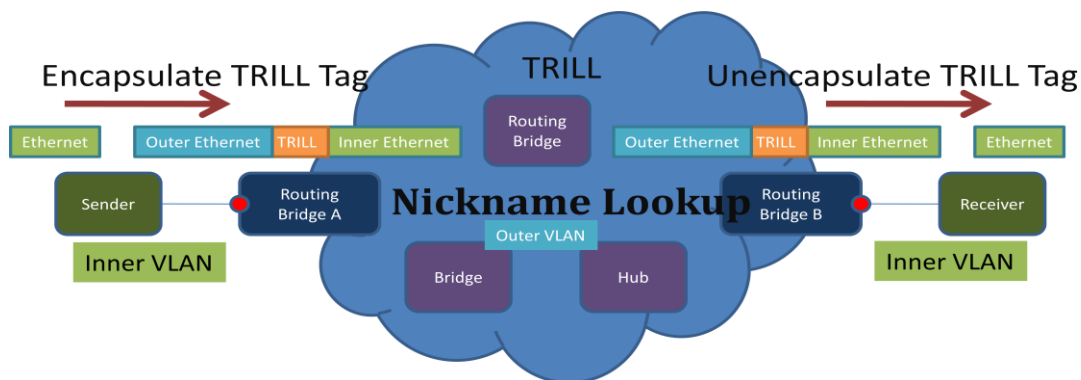 TRILL
Encapsulate TRILL Tag
Unencapsulate TRILL Tag
Ethernet
Outer Ethernet
TRILL
Inner Ethernet
Routing
Bridge
Outer Ethernet
TRILL
Inner Ethernet
Ethernet
Sender
Routing
Bridge A
Nickname Lookup
Routing
Bridge B
Receiver
Outer VLAN
Inner VLAN
Bridge
Hub
Inner VLAN